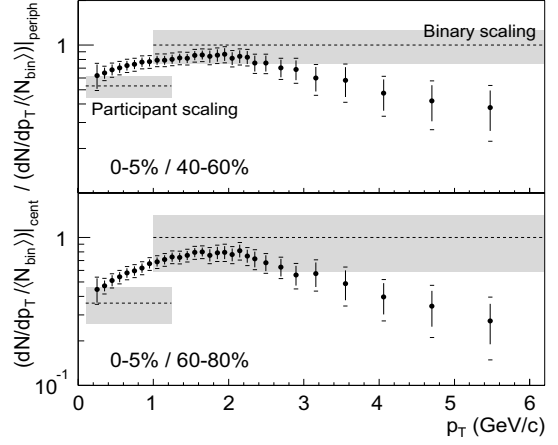 (dN/dp_T /⟨N_bin⟩)|_cent / (dN/dp_T /⟨N_bin⟩)|_periph
1
Binary scaling
Participant scaling
0-5% / 40-60%
1
0-5% / 60-80%
10^-1
0 1 2 3 4 5 6
p_T (GeV/c)